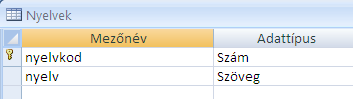 Nyelvek
Mezőnév Adattípus
nyelvkod Szám
nyelv Szöveg